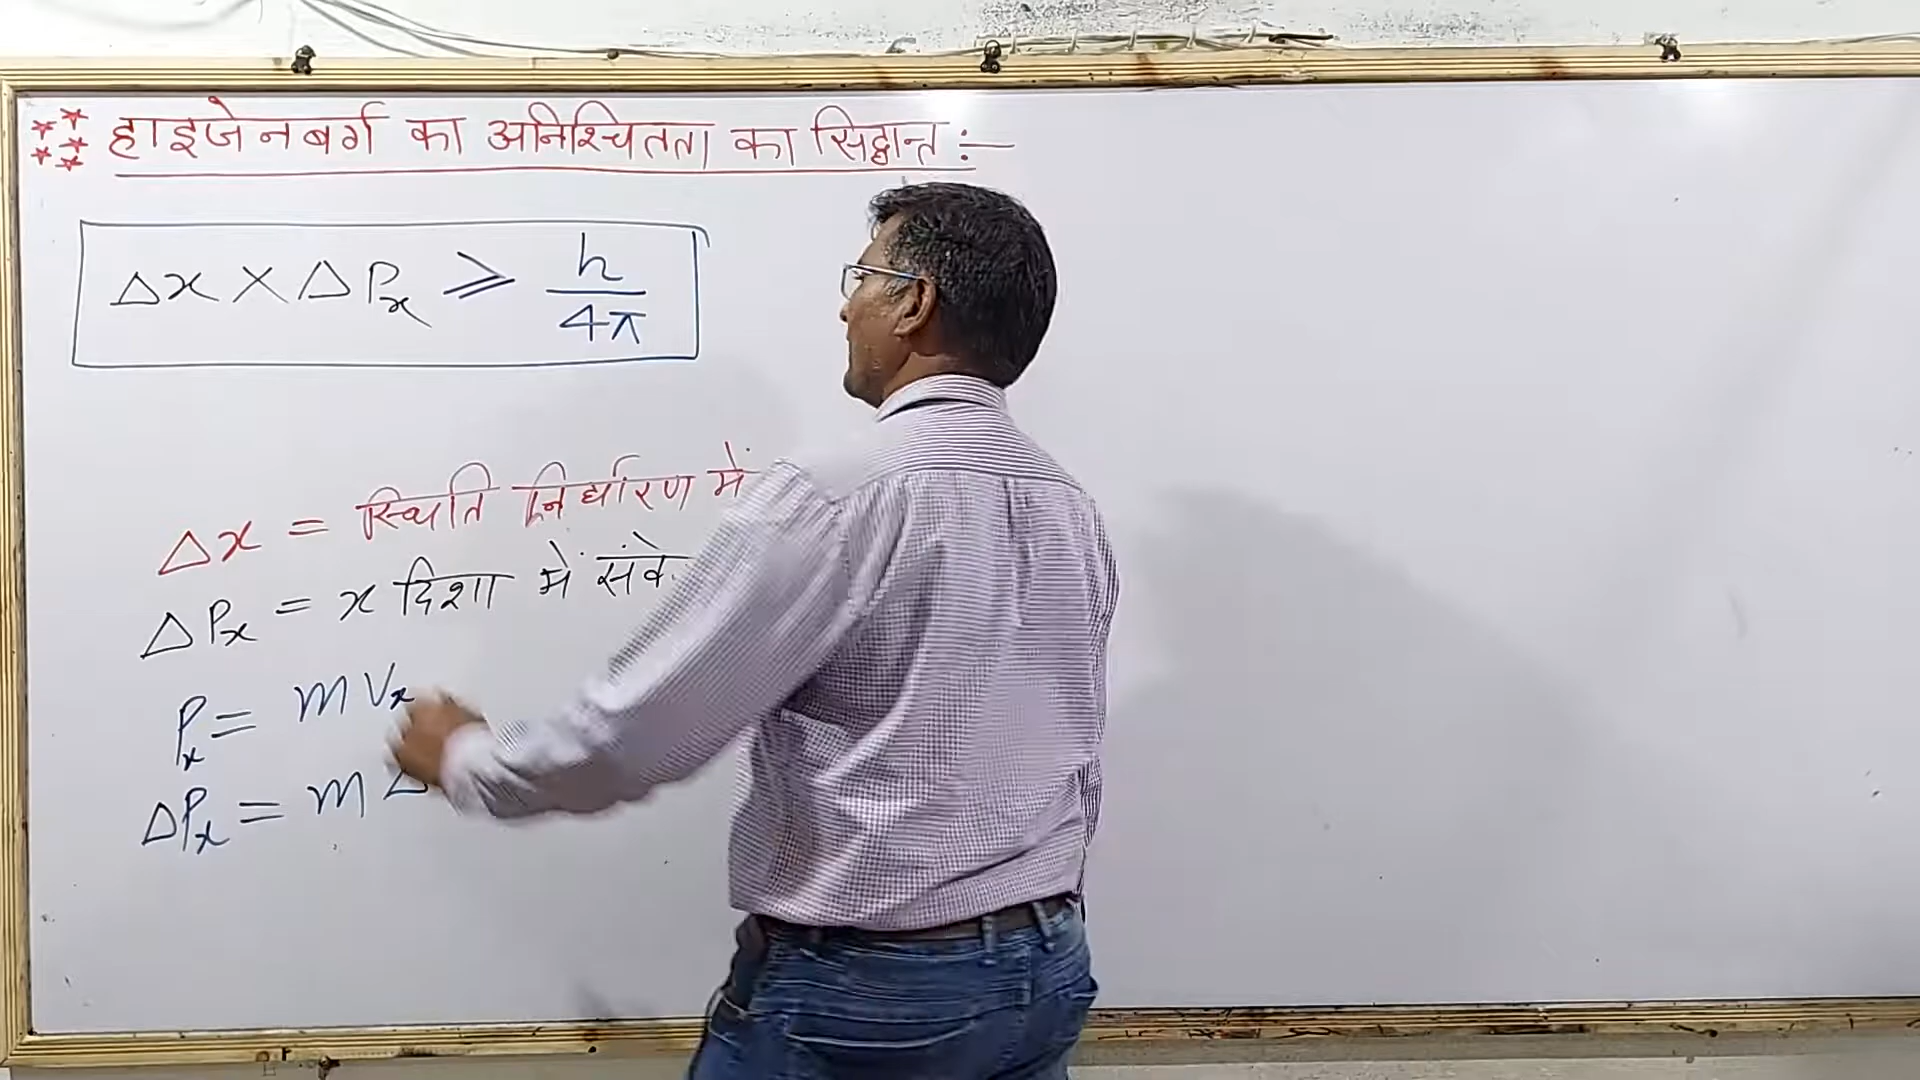 हाइजेनबर्ग का अनिश्चितता का सिद्धान्त :-
Δx × ΔPx ⩾ h/4π
Δx = स्थिति निर्धारण में
ΔPx = x दिशा में संवे
Px = m Vx
ΔPx = m Δ